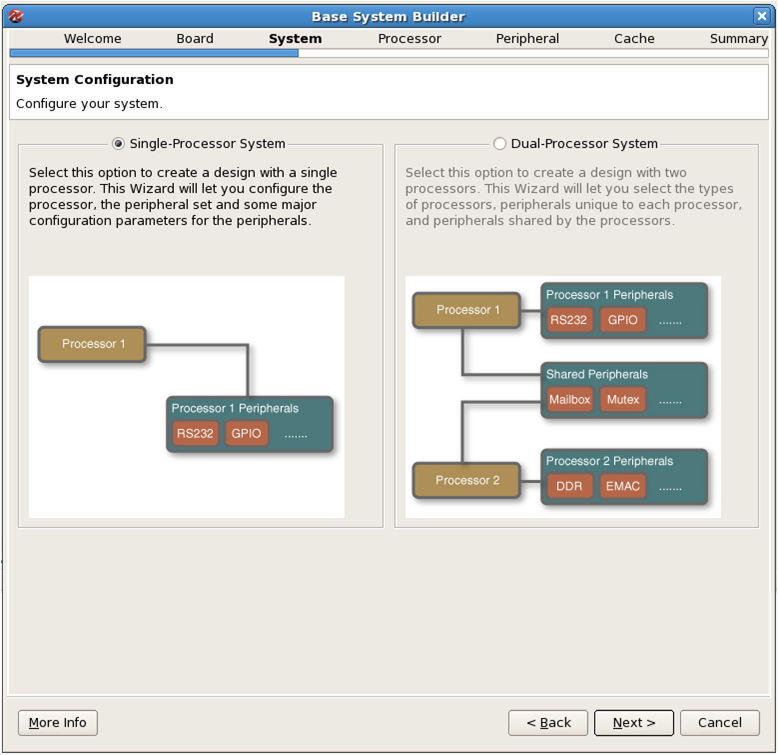 Base System Builder
Welcome Board System Processor Peripheral Cache Summary
System Configuration
Configure your system.
Single-Processor System
Select this option to create a design with a single
processor. This Wizard will let you configure the
processor, the peripheral set and some major
configuration parameters for the peripherals.
Processor 1
Processor 1 Peripherals
RS232 GPIO .......
Dual-Processor System
Select this option to create a design with two
processors. This Wizard will let you select the types
of processors, peripherals unique to each processor,
and peripherals shared by the processors.
Processor 1
Processor 1 Peripherals
RS232 GPIO .......
Shared Peripherals
Mailbox Mutex .......
Processor 2
Processor 2 Peripherals
DDR EMAC .......
More Info < Back Next > Cancel